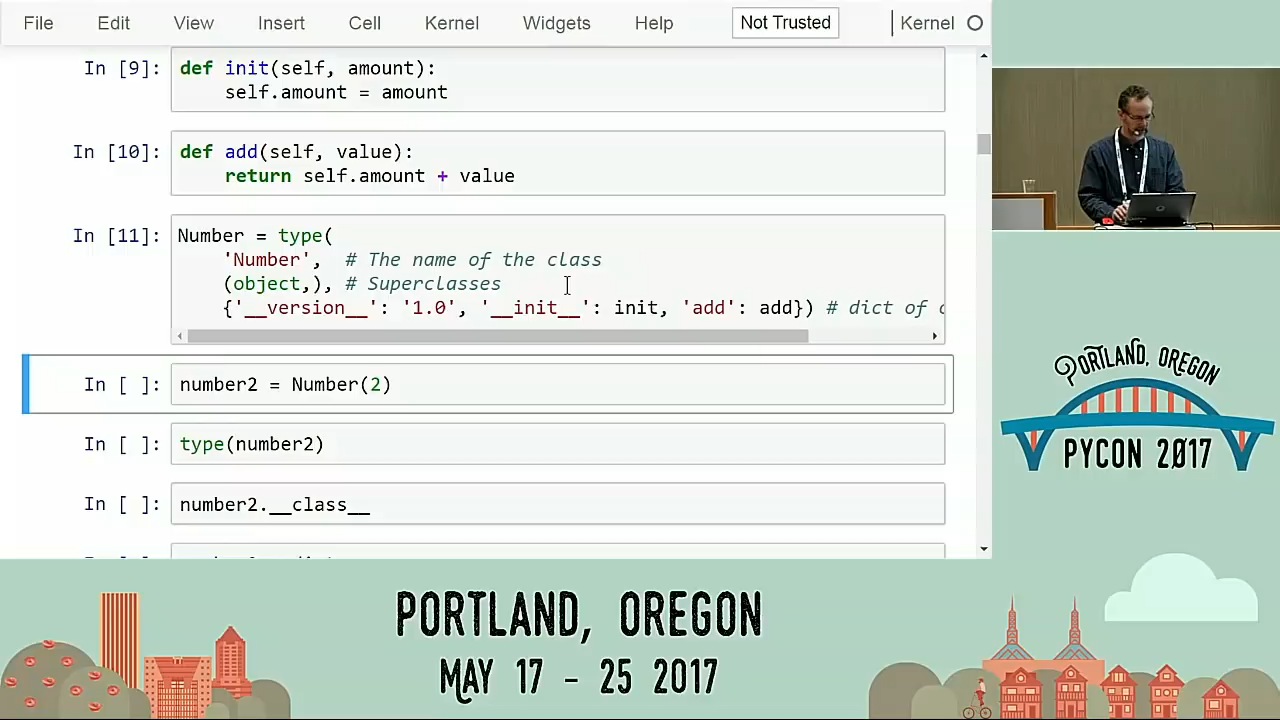 File Edit View Insert Cell Kernel Widgets Help Not Trusted Kernel
In [9]: def init(self, amount):
self.amount = amount
In [10]: def add(self, value):
return self.amount + value
In [11]: Number = type(
'Number', # The name of the class
(object,), # Superclasses
{'__version__': '1.0', '__init__': init, 'add': add}) # dict of
In [ ]: number2 = Number(2)
In [ ]: type(number2)
In [ ]: number2.__class__
PORTLAND, OREGON
PYCON 2017
PORTLAND, OREGON
MAY 17 - 25 2017